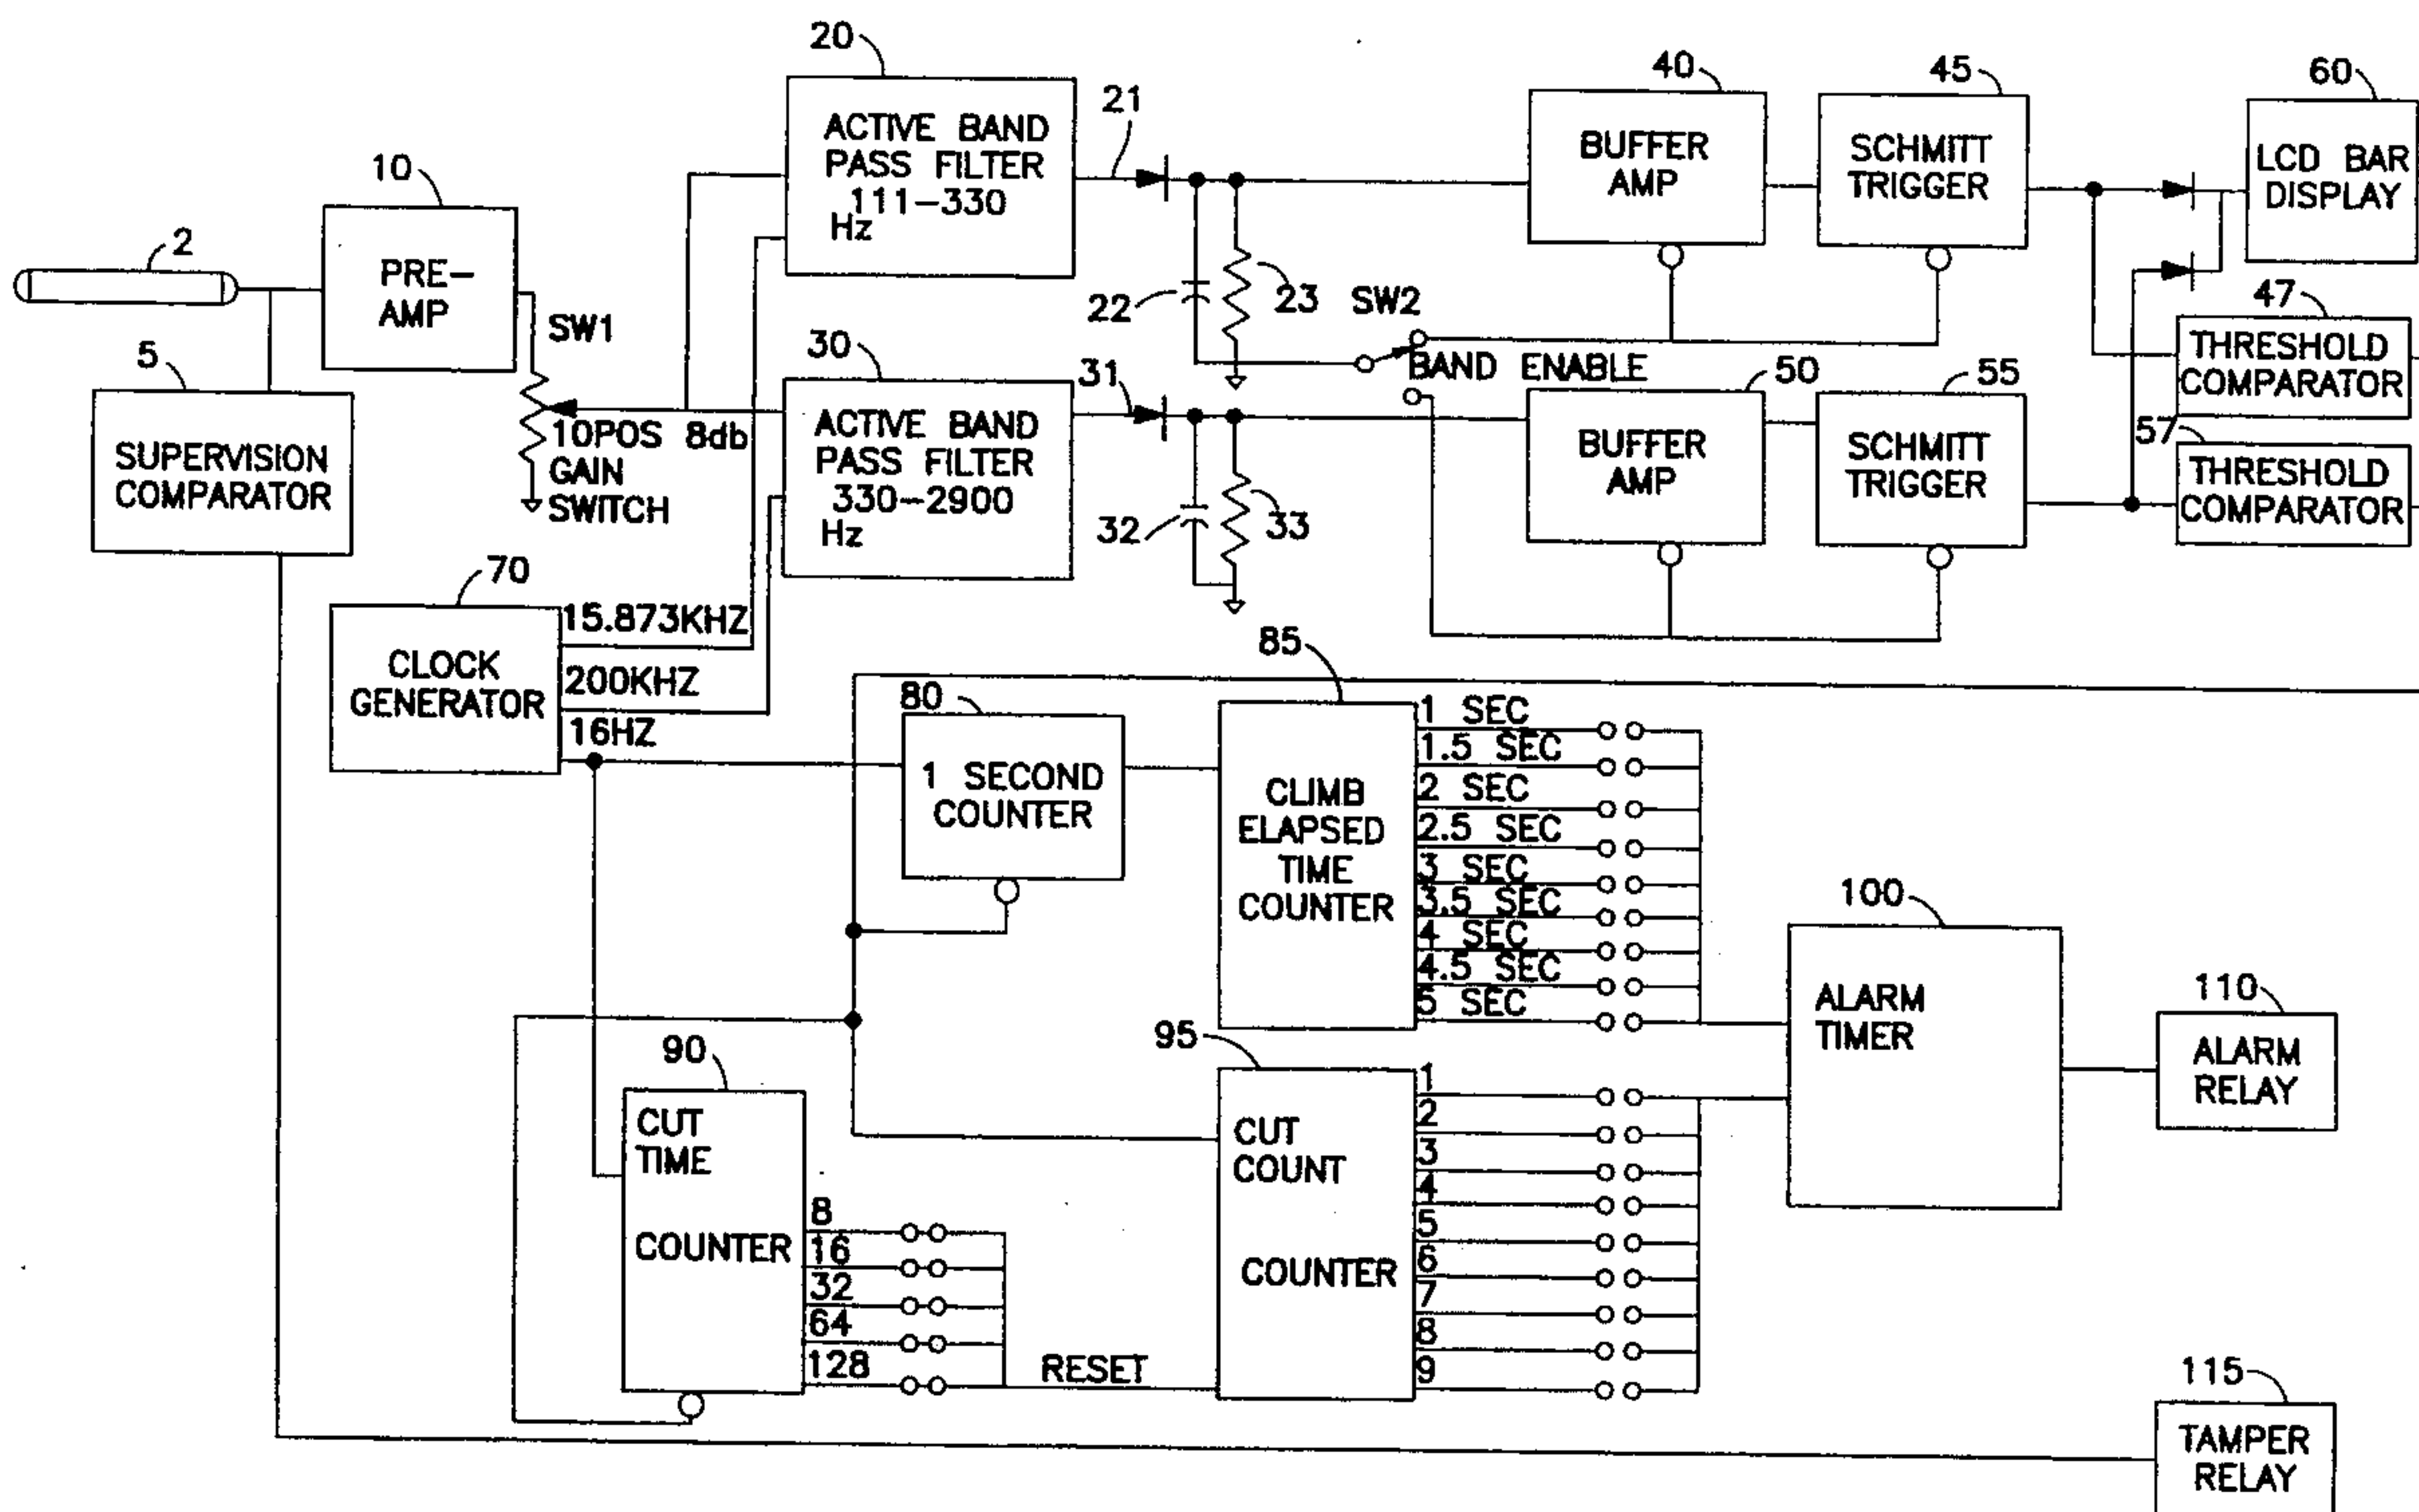 20
ACTIVE BAND
PASS FILTER
111-330
Hz
21
40
BUFFER
AMP
45
SCHMITT
TRIGGER
60
LCD BAR
DISPLAY
10
PRE-
AMP
2
5
SUPERVISION
COMPARATOR
SW1
10POS 8db
GAIN
SWITCH
22
23
SW2
BAND ENABLE
47
THRESHOLD
COMPARATOR
30
ACTIVE BAND
PASS FILTER
330-2900
Hz
31
32
33
50
BUFFER
AMP
55
SCHMITT
TRIGGER
57
THRESHOLD
COMPARATOR
70
CLOCK
GENERATOR
15.873KHZ
200KHZ
16HZ
80
1 SECOND
COUNTER
85
CLIMB
ELAPSED
TIME
COUNTER
1 SEC
1.5 SEC
2 SEC
2.5 SEC
3 SEC
3.5 SEC
4 SEC
4.5 SEC
5 SEC
100
ALARM
TIMER
110
ALARM
RELAY
90
CUT
TIME
COUNTER
8
16
32
64
128
RESET
95
CUT
COUNT
COUNTER
1
2
3
4
5
6
7
8
9
115
TAMPER
RELAY